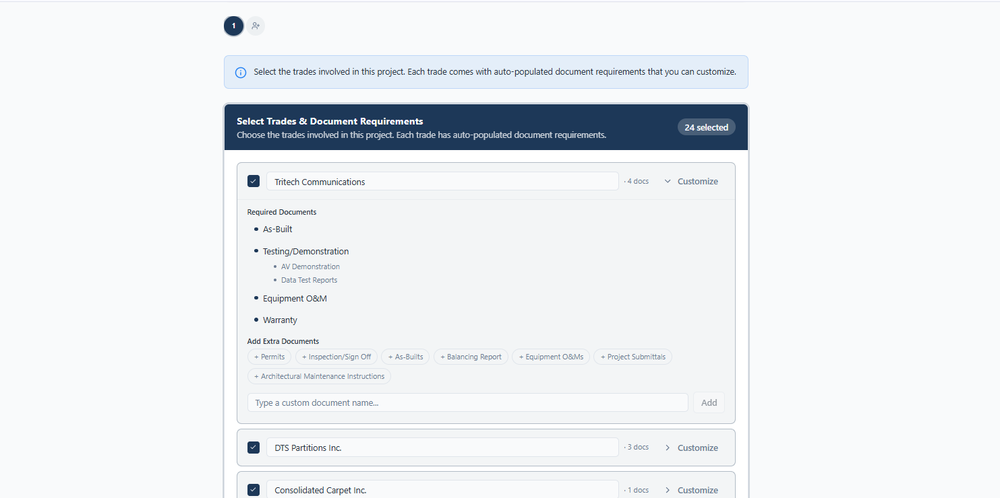 1
Select the trades involved in this project. Each trade comes with auto-populated document requirements that you can customize.
Select Trades & Document Requirements
Choose the trades involved in this project. Each trade has auto-populated document requirements.
24 selected
Tritech Communications · 4 docs Customize
Required Documents
As-Built
Testing/Demonstration
AV Demonstration
Data Test Reports
Equipment O&M
Warranty
Add Extra Documents
+ Permits + Inspection/Sign Off + As-Builts + Balancing Report + Equipment O&Ms + Project Submittals
+ Architectural Maintenance Instructions
Type a custom document name... Add
DTS Partitions Inc. · 3 docs Customize
Consolidated Carpet Inc. · 1 docs Customize